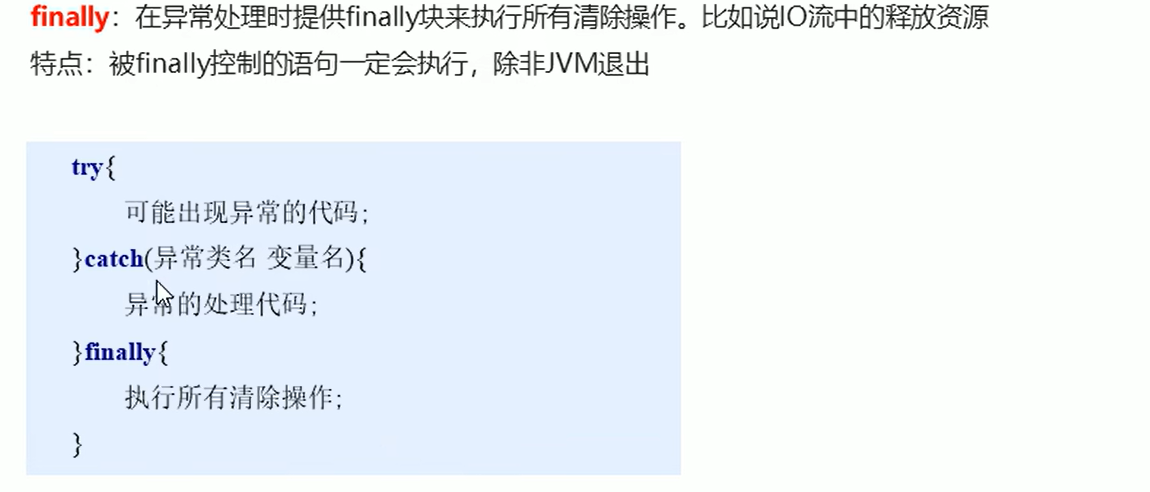 finally：在异常处理时提供finally块来执行所有清除操作。比如说IO流中的释放资源
特点：被finally控制的语句一定会执行，除非JVM退出
try{
可能出现异常的代码;
}catch(异常类名 变量名){
异常的处理代码;
}finally{
执行所有清除操作;
}